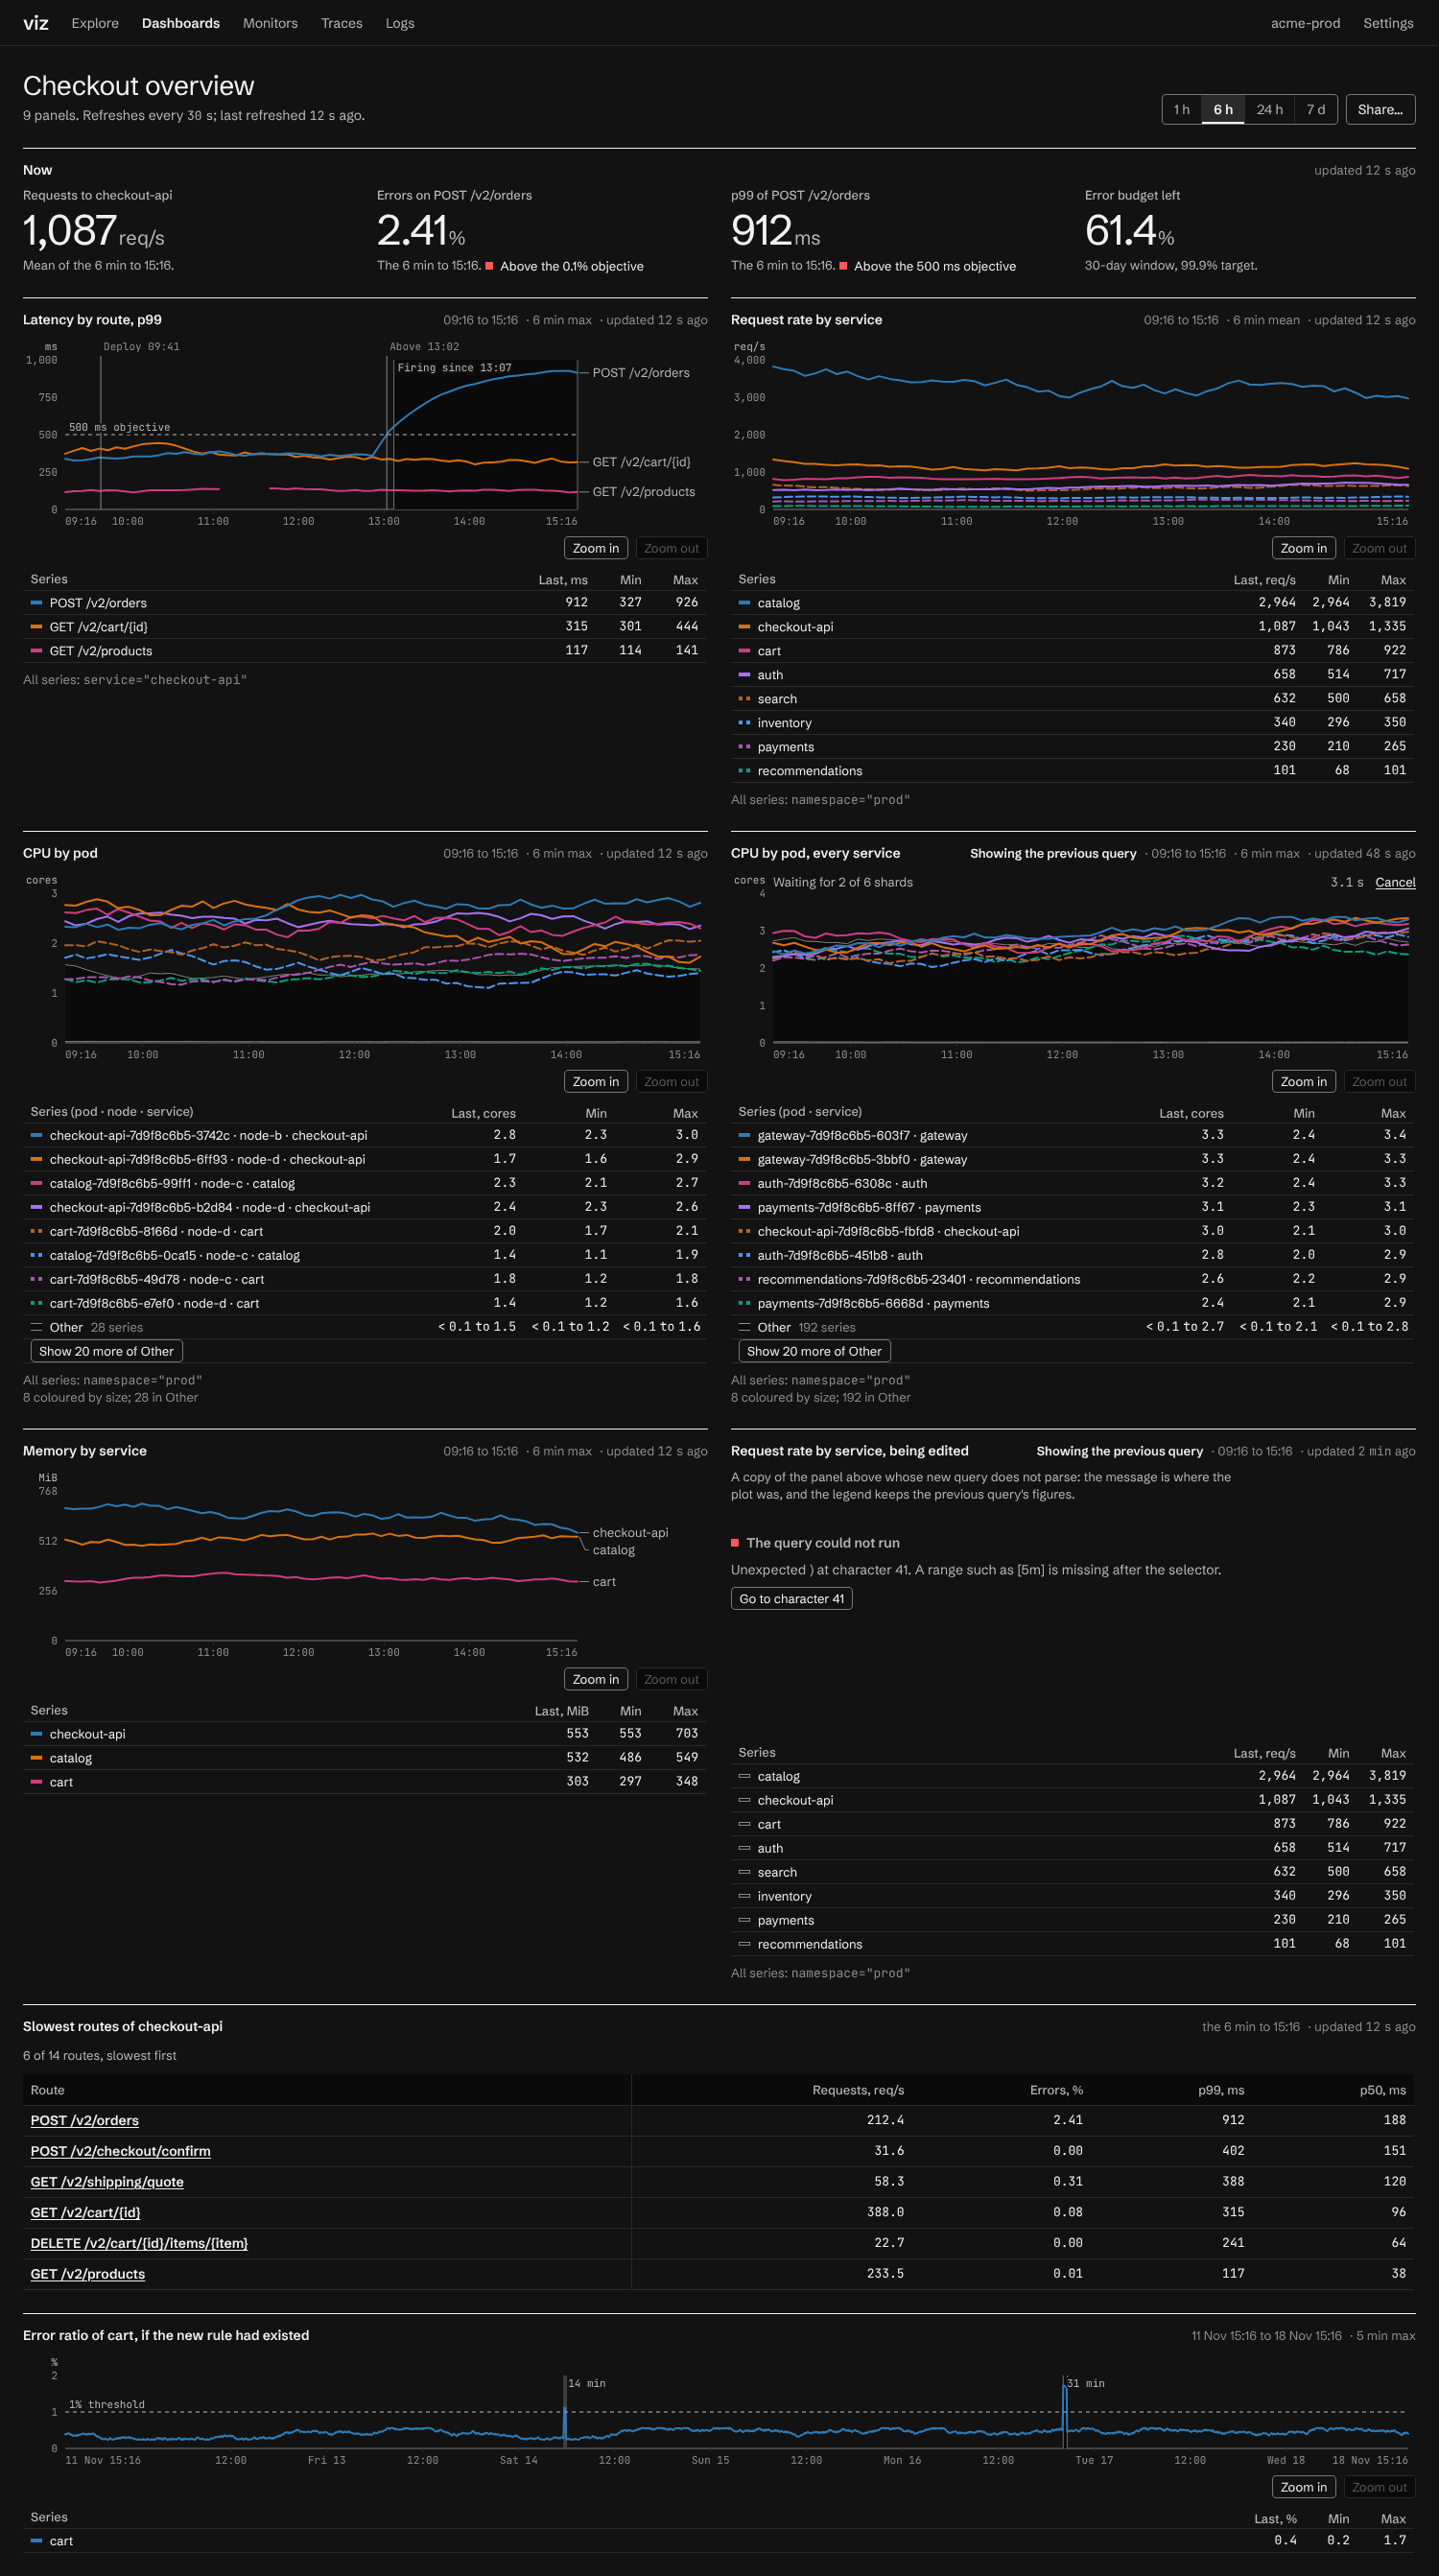 viz Explore Dashboards Monitors Traces Logs acme-prod Settings
Checkout overview
9 panels. Refreshes every 30 s; last refreshed 12 s ago.
1 h 6 h 24 h 7 d Share...
Now updated 12 s ago
Requests to checkout-api Errors on POST /v2/orders p99 of POST /v2/orders Error budget left
1,087 req/s 2.41% 912 ms 61.4%
Mean of the 6 min to 15:16. The 6 min to 15:16. Above the 0.1% objective The 6 min to 15:16. Above the 500 ms objective 30-day window, 99.9% target.
Latency by route, p99 09:16 to 15:16 · 6 min max · updated 12 s ago
ms Deploy 09:41 Above 13:02
1,000 Firing since 13:07
POST /v2/orders
750
500 ms objective
500
GET /v2/cart/{id}
250
GET /v2/products
0
09:16 10:00 11:00 12:00 13:00 14:00 15:16
Zoom in Zoom out
Series Last, ms Min Max
POST /v2/orders 912 327 926
GET /v2/cart/{id} 315 301 444
GET /v2/products 117 114 141
All series: service="checkout-api"
Request rate by service 09:16 to 15:16 · 6 min mean · updated 12 s ago
req/s
4,000
3,000
2,000
1,000
0
09:16 10:00 11:00 12:00 13:00 14:00 15:16
Zoom in Zoom out
Series Last, req/s Min Max
catalog 2,964 2,964 3,819
checkout-api 1,087 1,043 1,335
cart 873 786 922
auth 658 514 717
search 632 500 658
inventory 340 296 350
payments 230 210 265
recommendations 101 68 101
All series: namespace="prod"
CPU by pod 09:16 to 15:16 · 6 min max · updated 12 s ago
cores
3
2
1
0
09:16 10:00 11:00 12:00 13:00 14:00 15:16
Zoom in Zoom out
Series (pod · node · service) Last, cores Min Max
checkout-api-7d9f8c6b5-3742c · node-b · checkout-api 2.8 2.3 3.0
checkout-api-7d9f8c6b5-6ff93 · node-d · checkout-api 1.7 1.6 2.9
catalog-7d9f8c6b5-99ff1 · node-c · catalog 2.3 2.1 2.7
checkout-api-7d9f8c6b5-b2d84 · node-d · checkout-api 2.4 2.3 2.6
cart-7d9f8c6b5-8166d · node-d · cart 2.0 1.7 2.1
catalog-7d9f8c6b5-0ca15 · node-c · catalog 1.4 1.1 1.9
cart-7d9f8c6b5-49d78 · node-c · cart 1.8 1.2 1.8
cart-7d9f8c6b5-e7ef0 · node-d · cart 1.4 1.2 1.6
Other 28 series < 0.1 to 1.5 < 0.1 to 1.2 < 0.1 to 1.6
Show 20 more of Other
All series: namespace="prod"
8 coloured by size; 28 in Other
CPU by pod, every service Showing the previous query · 09:16 to 15:16 · 6 min max · updated 48 s ago
cores Waiting for 2 of 6 shards 3.1 s Cancel
4
3
2
1
0
09:16 10:00 11:00 12:00 13:00 14:00 15:16
Zoom in Zoom out
Series (pod · service) Last, cores Min Max
gateway-7d9f8c6b5-603f7 · gateway 3.3 2.4 3.4
gateway-7d9f8c6b5-3bbf0 · gateway 3.3 2.4 3.3
auth-7d9f8c6b5-6308c · auth 3.2 2.4 3.3
payments-7d9f8c6b5-8ff67 · payments 3.1 2.3 3.1
checkout-api-7d9f8c6b5-fbfd8 · checkout-api 3.0 2.1 3.0
auth-7d9f8c6b5-451b8 · auth 2.8 2.0 2.9
recommendations-7d9f8c6b5-23401 · recommendations 2.6 2.2 2.9
payments-7d9f8c6b5-6668d · payments 2.4 2.1 2.9
Other 192 series < 0.1 to 2.7 < 0.1 to 2.1 < 0.1 to 2.8
Show 20 more of Other
All series: namespace="prod"
8 coloured by size; 192 in Other
Memory by service 09:16 to 15:16 · 6 min max · updated 12 s ago
MiB
768
512
checkout-api
catalog
256
cart
0
09:16 10:00 11:00 12:00 13:00 14:00 15:16
Zoom in Zoom out
Series Last, MiB Min Max
checkout-api 553 553 703
catalog 532 486 549
cart 303 297 348
Request rate by service, being edited Showing the previous query · 09:16 to 15:16 · updated 2 min ago
A copy of the panel above whose new query does not parse: the message is where the
plot was, and the legend keeps the previous query's figures.
The query could not run
Unexpected ) at character 41. A range such as [5m] is missing after the selector.
Go to character 41
Series Last, req/s Min Max
catalog 2,964 2,964 3,819
checkout-api 1,087 1,043 1,335
cart 873 786 922
auth 658 514 717
search 632 500 658
inventory 340 296 350
payments 230 210 265
recommendations 101 68 101
All series: namespace="prod"
Slowest routes of checkout-api the 6 min to 15:16 · updated 12 s ago
6 of 14 routes, slowest first
Route Requests, req/s Errors, % p99, ms p50, ms
POST /v2/orders 212.4 2.41 912 188
POST /v2/checkout/confirm 31.6 0.00 402 151
GET /v2/shipping/quote 58.3 0.31 388 120
GET /v2/cart/{id} 388.0 0.08 315 96
DELETE /v2/cart/{id}/items/{item} 22.7 0.00 241 64
GET /v2/products 233.5 0.01 117 38
Error ratio of cart, if the new rule had existed 11 Nov 15:16 to 18 Nov 15:16 · 5 min max
%
2
14 min 31 min
1% threshold
1
0
11 Nov 15:16 12:00 Fri 13 12:00 Sat 14 12:00 Sun 15 12:00 Mon 16 12:00 Tue 17 12:00 Wed 18 18 Nov 15:16
Zoom in Zoom out
Series Last, % Min Max
cart 0.4 0.2 1.7